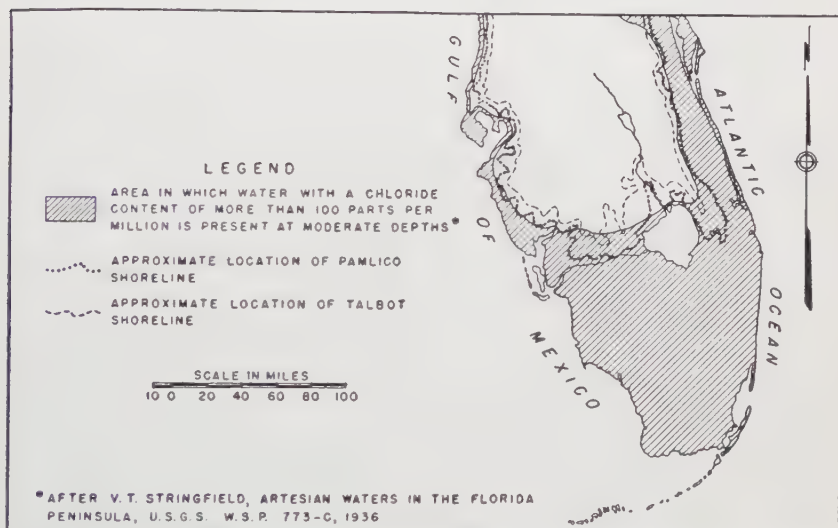 LEGEND
AREA IN WHICH WATER WITH A CHLORIDE
CONTENT OF MORE THAN 100 PARTS PER
MILLION IS PRESENT AT MODERATE DEPTHS*
APPROXIMATE LOCATION OF PAMLICO
SHORELINE
APPROXIMATE LOCATION OF TALBOT
SHORELINE
SCALE IN MILES
10 0 20 40 60 80 100
*AFTER V.T. STRINGFIELD, ARTESIAN WATERS IN THE FLORIDA
PENINSULA, U.S.G.S. W.S.P. 773-C, 1936
GULF
OF
MEXICO
ATLANTIC
OCEAN